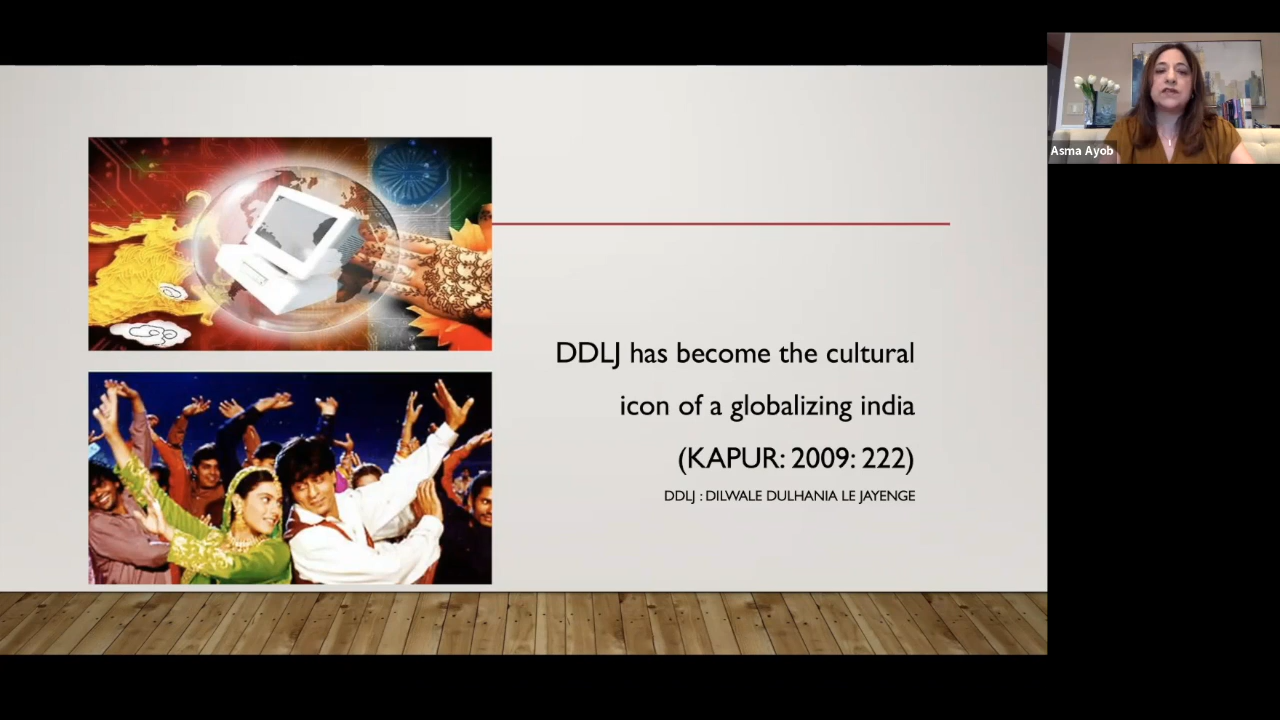 DDLJ has become the cultural
icon of a globalizing india
(KAPUR: 2009: 222)
DDLJ : DILWALE DULHANIA LE JAYENGE
Asma Ayob